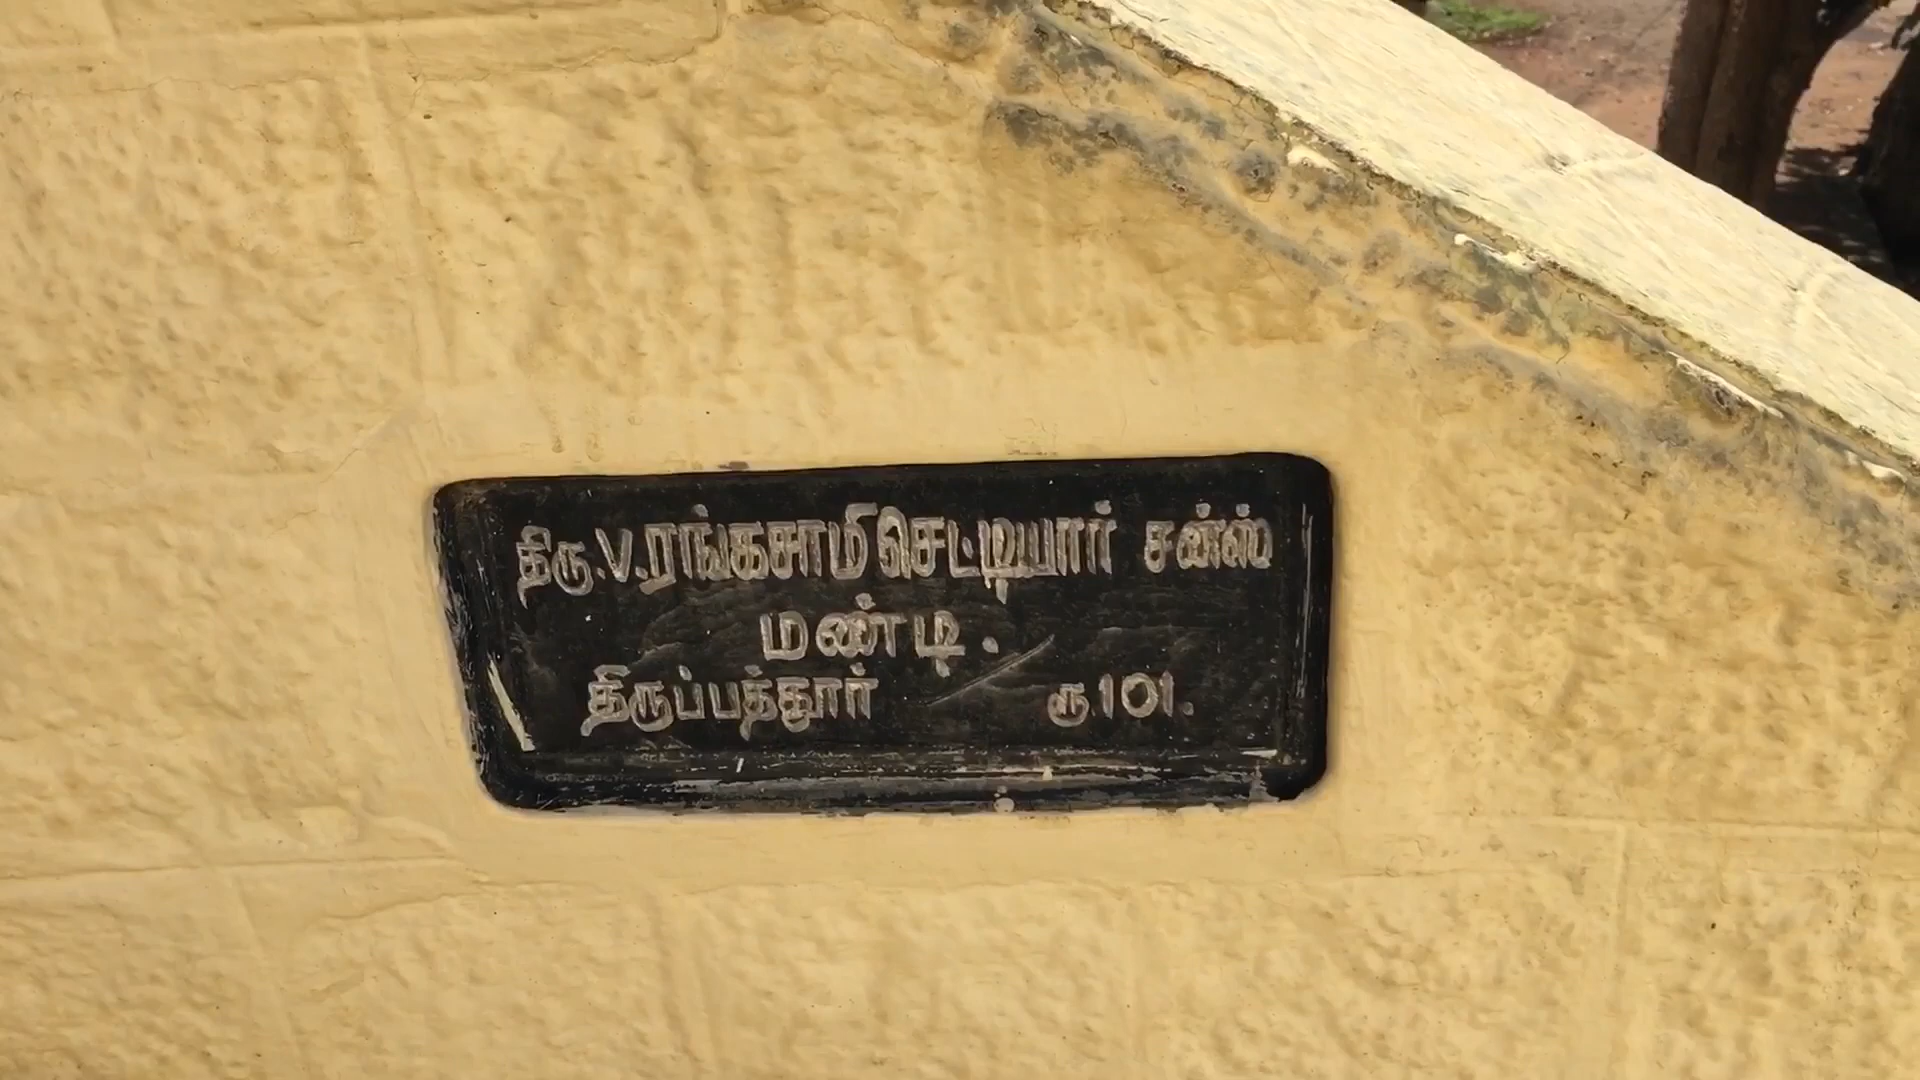 திரு.V.ரங்கசாமி செட்டியார் சன்ஸ்
மண்டி.
திருப்பத்தூர் ரு.101.